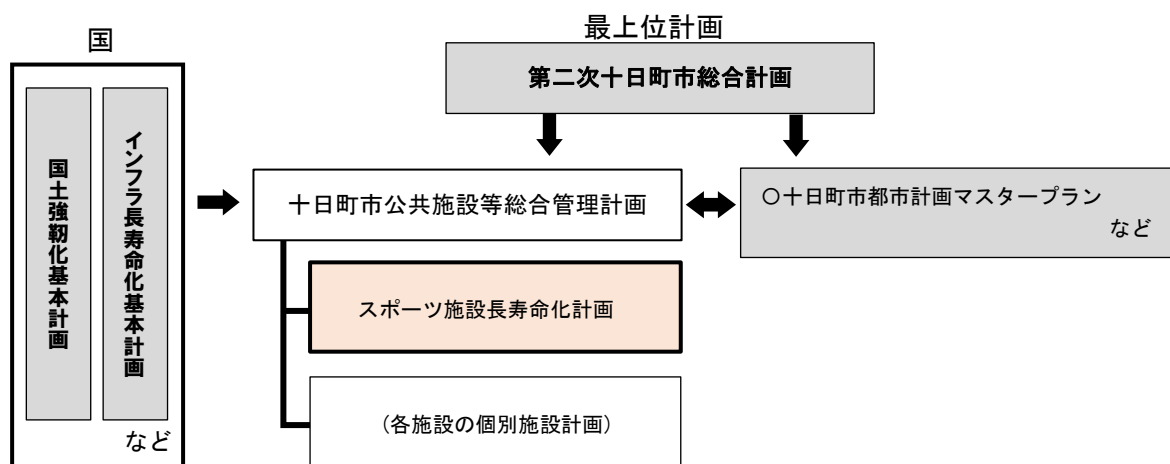 国
国土強靭化基本計画
インフラ長寿命化基本計画
など
最上位計画
第二次十日町市総合計画
十日町市公共施設等総合管理計画
〇十日町市都市計画マスタープラン
など
スポーツ施設長寿命化計画
(各施設の個別施設計画)